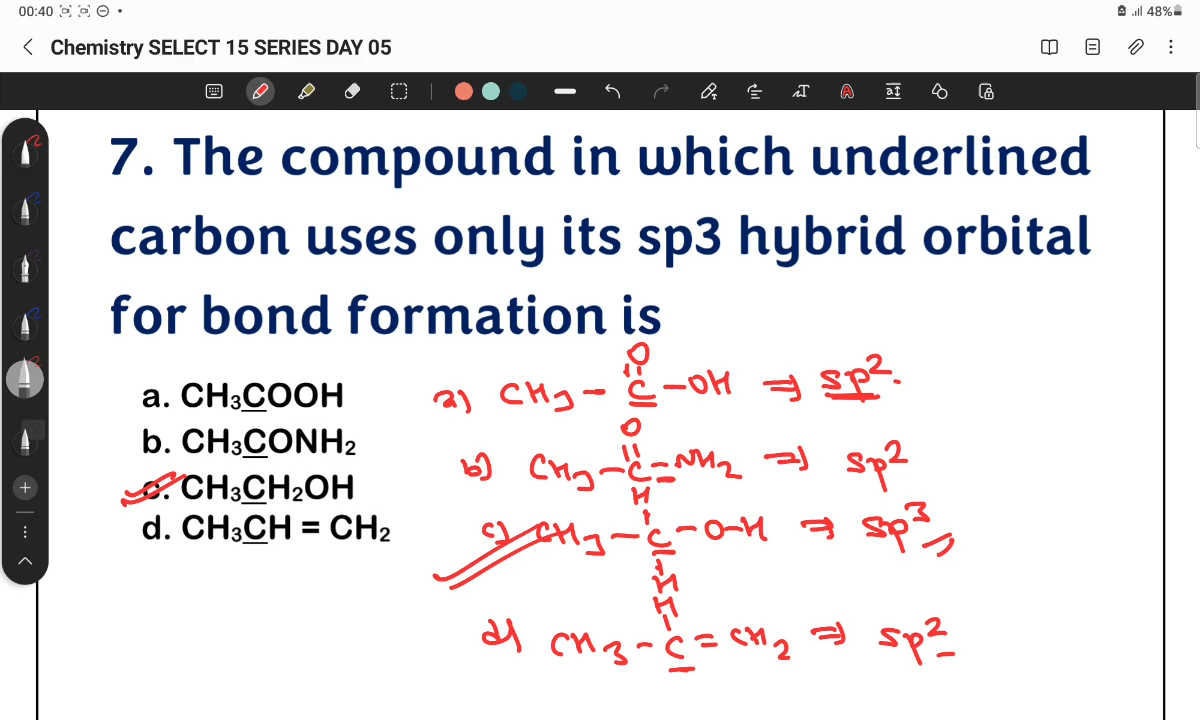 00:40
48%
Chemistry SELECT 15 SERIES DAY 05
7. The compound in which underlined
carbon uses only its sp3 hybrid orbital
for bond formation is
a. CH₃COOH
b. CH₃CONH₂
c. CH₃CH₂OH
d. CH₃CH = CH₂
O
a) CH₃ - C - OH ⇒ sp².
O
b) CH₃ - C - NH₂ ⇒ sp²
H
c) CH₃ - C - O-H ⇒ sp³
H
H
d) CH₃ - C = CH₂ ⇒ sp²